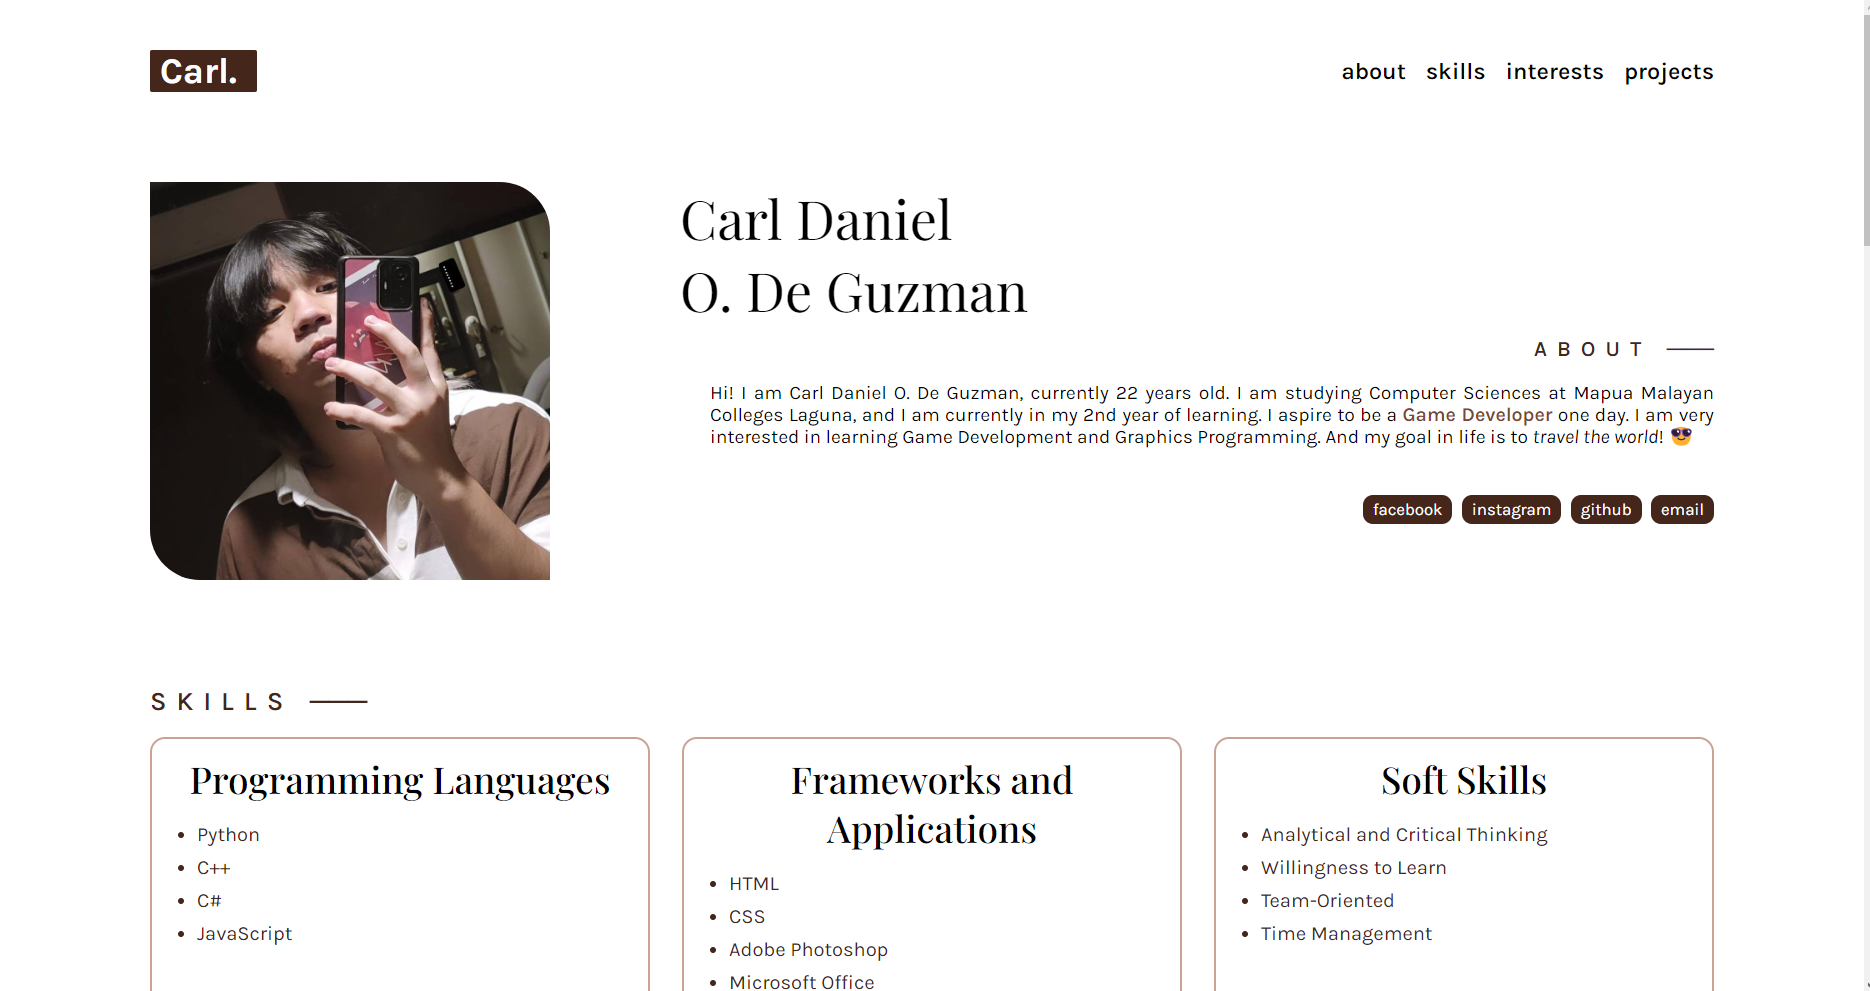 Carl.
about skills interests projects
Carl Daniel
O. De Guzman
ABOUT
Hi! I am Carl Daniel O. De Guzman, currently 22 years old. I am studying Computer Sciences at Mapua Malayan
Colleges Laguna, and I am currently in my 2nd year of learning. I aspire to be a Game Developer one day. I am very
interested in learning Game Development and Graphics Programming. And my goal in life is to travel the world! 😎
facebook instagram github email
SKILLS
Programming Languages
• Python
• C++
• C#
• JavaScript
Frameworks and
Applications
• HTML
• CSS
• Adobe Photoshop
• Microsoft Office
Soft Skills
• Analytical and Critical Thinking
• Willingness to Learn
• Team-Oriented
• Time Management